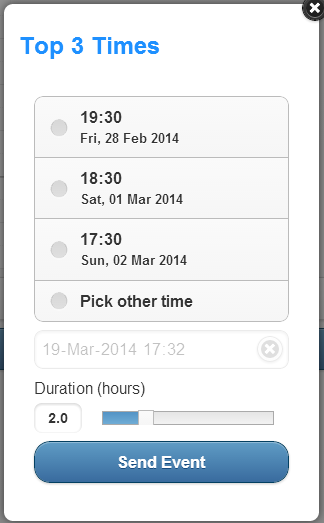 Top 3 Times
19:30
Fri, 28 Feb 2014
18:30
Sat, 01 Mar 2014
17:30
Sun, 02 Mar 2014
Pick other time
19-Mar-2014 17:32
Duration (hours)
2.0
Send Event